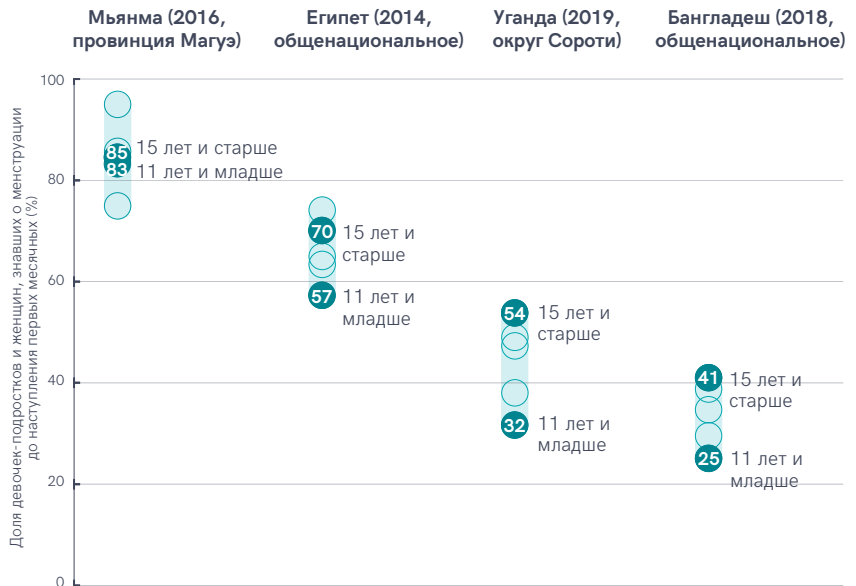 Мьянма (2016,
провинция Магуэ)
Египет (2014,
общенациональное)
Уганда (2019,
округ Сороти)
Бангладеш (2018,
общенациональное)
Доля девочек-подростков и женщин, знавших о менструации
до наступления первых месячных (%)
100
80
60
40
20
0
85 15 лет и старше
83 11 лет и младше
70 15 лет и
старше
57 11 лет и
младше
54 15 лет и
старше
32 11 лет и
младше
41 15 лет и
старше
25 11 лет и
младше